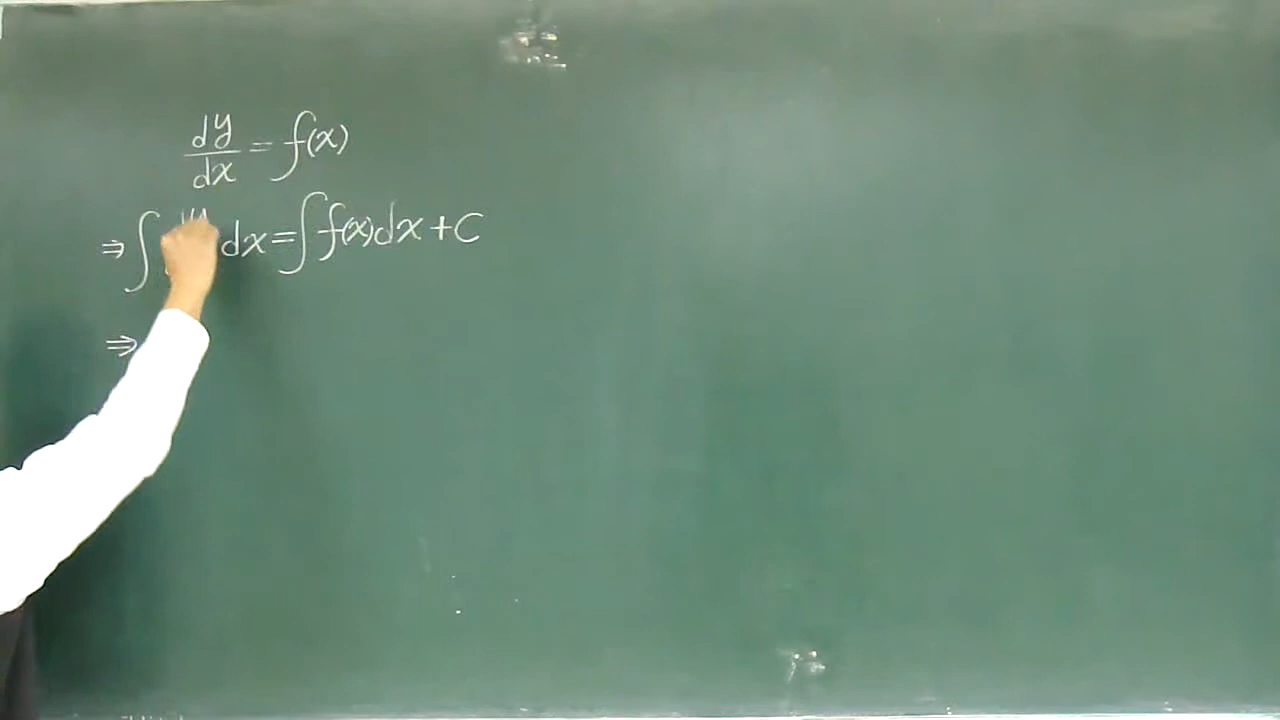 dy/dx = f(x)
⇒ ∫ dx = ∫ f(x)dx + C
⇒